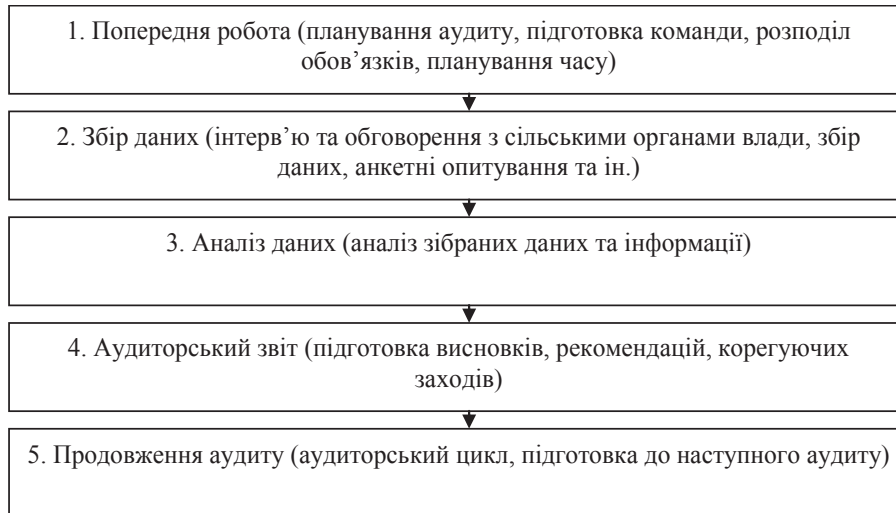 1. Попередня робота (планування аудиту, підготовка команди, розподіл
обов’язків, планування часу)
2. Збір даних (інтерв’ю та обговорення з сільськими органами влади, збір
даних, анкетні опитування та ін.)
3. Аналіз даних (аналіз зібраних даних та інформації)
4. Аудиторський звіт (підготовка висновків, рекомендацій, корегуючих
заходів)
5. Продовження аудиту (аудиторський цикл, підготовка до наступного аудиту)